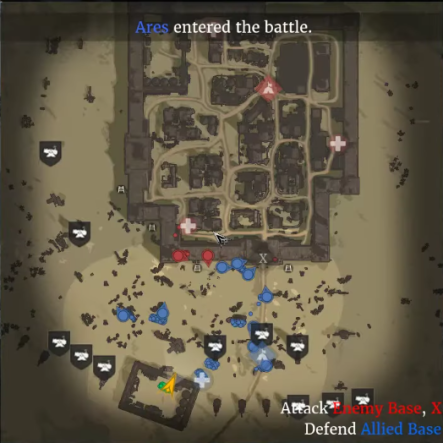 Ares entered the battle.
X
Attack Enemy Base, X
Defend Allied Base